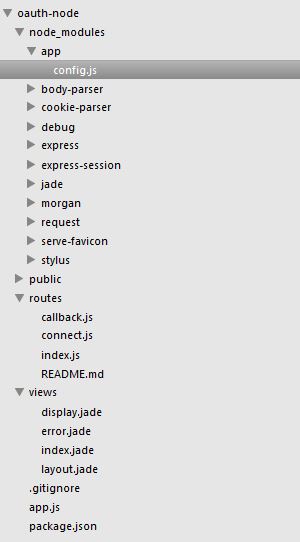 oauth-node
node_modules
app
config.js
body-parser
cookie-parser
debug
express
express-session
jade
morgan
request
serve-favicon
stylus
public
routes
callback.js
connect.js
index.js
README.md
views
display.jade
error.jade
index.jade
layout.jade
.gitignore
app.js
package.json